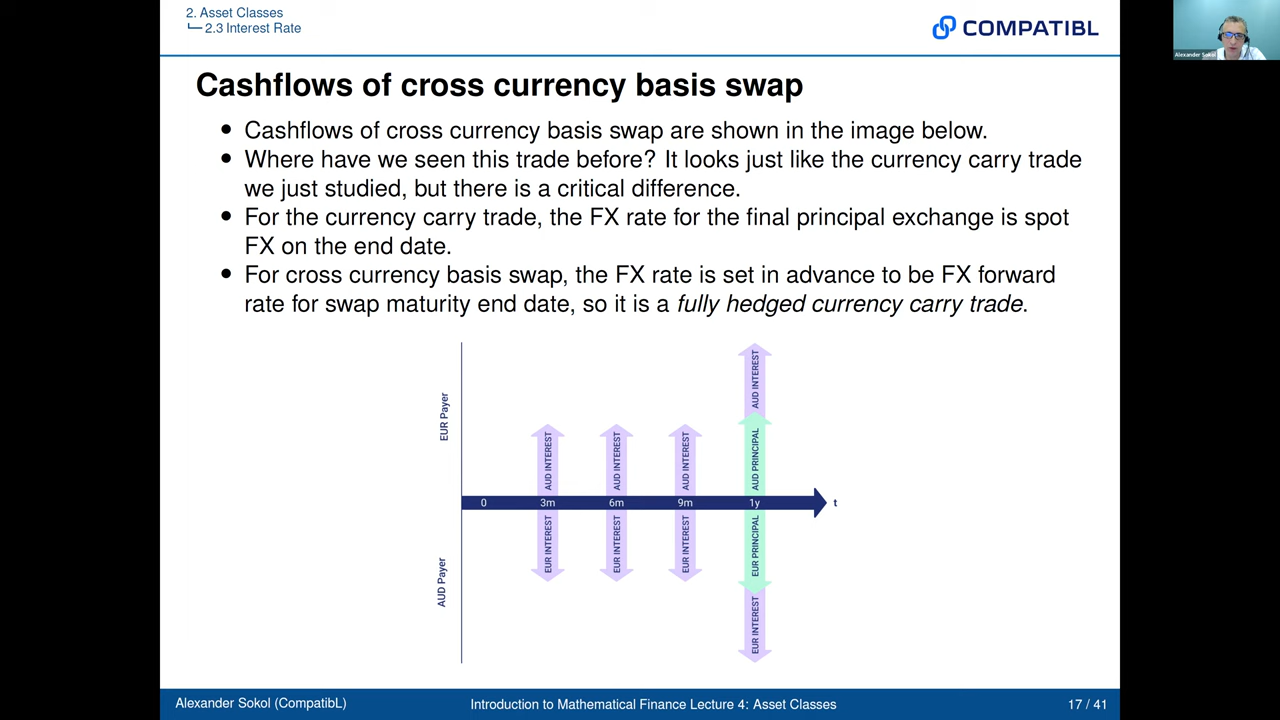 2. Asset Classes
2.3 Interest Rate
COMPATIBL
Alexander Sokol
Cashflows of cross currency basis swap
Cashflows of cross currency basis swap are shown in the image below.
Where have we seen this trade before? It looks just like the currency carry trade
we just studied, but there is a critical difference.
For the currency carry trade, the FX rate for the final principal exchange is spot
FX on the end date.
For cross currency basis swap, the FX rate is set in advance to be FX forward
rate for swap maturity end date, so it is a fully hedged currency carry trade.
EUR Payer
AUD INTEREST
AUD INTEREST
AUD INTEREST
AUD INTEREST
AUD PRINCIPAL
0 3m 6m 9m 1y t
AUD Payer
EUR INTEREST
EUR INTEREST
EUR INTEREST
EUR PRINCIPAL
EUR INTEREST
Alexander Sokol (CompatibL) Introduction to Mathematical Finance Lecture 4: Asset Classes 17 / 41